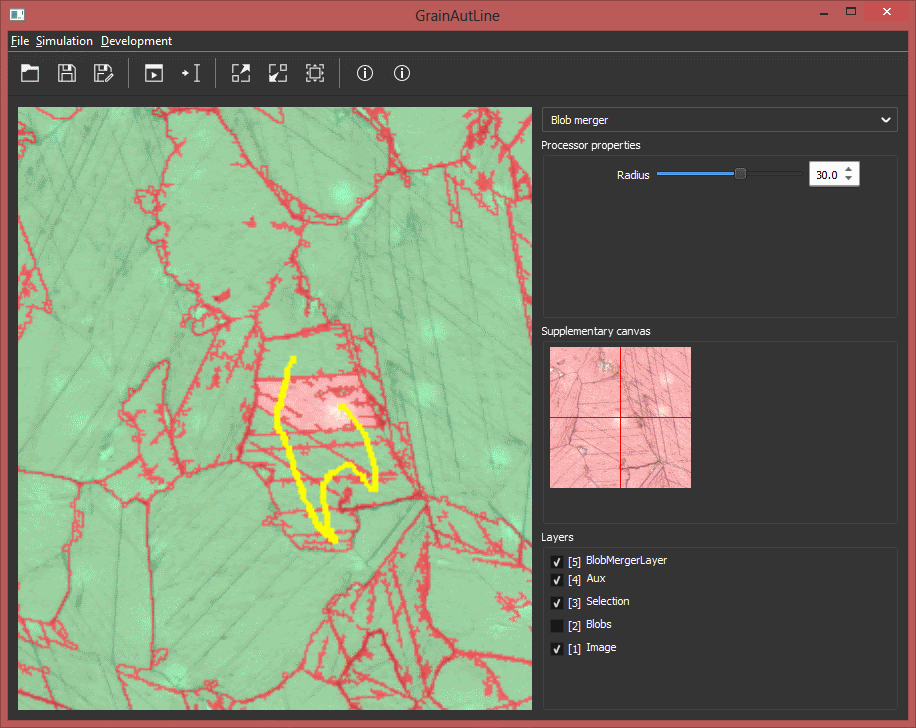 GrainAutLine
File Simulation Development
Blob merger
Processor properties
Radius 30.0
Supplementary canvas
Layers
[5] BlobMergerLayer
[4] Aux
[3] Selection
[2] Blobs
[1] Image